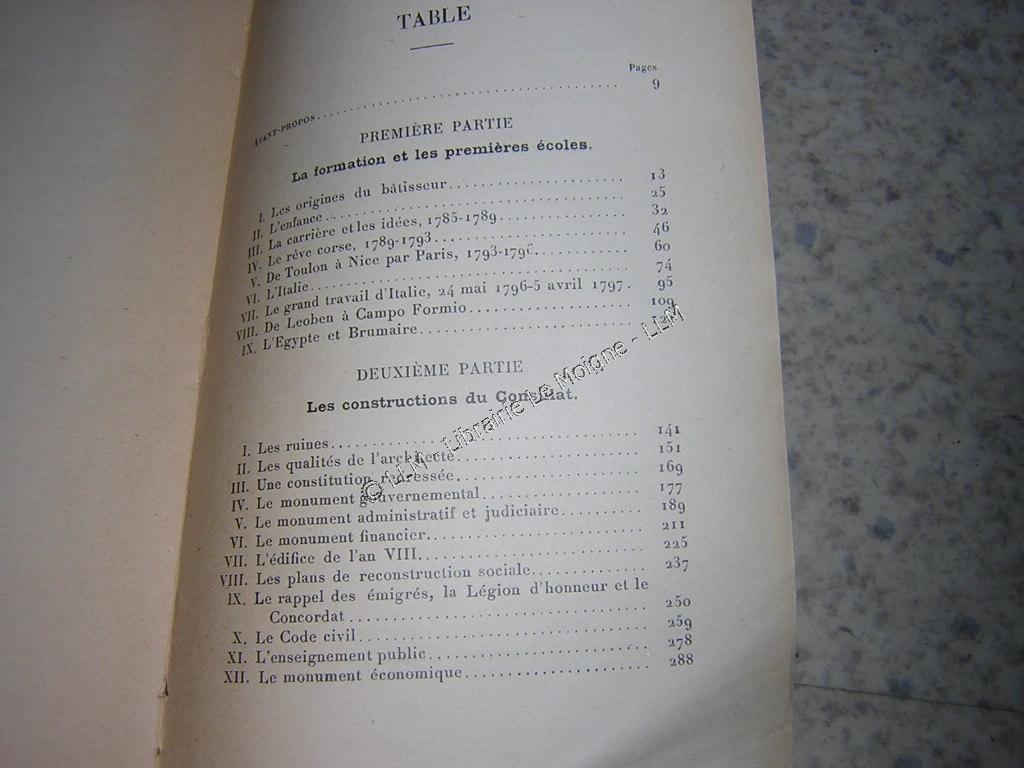 TABLE
Pages
AVANT-PROPOS........................................ 9
PREMIÈRE PARTIE
La formation et les premières écoles.
I. Les origines du bâtisseur........................ 13
II. L'enfance........................ 25
III. La carrière et les idées, 1785-1789........................ 32
IV. Le rêve corse, 1789-1793........................ 46
V. De Toulon à Nice par Paris, 1793-1796............ 60
VI. L'Italie........................ 74
VII. Le grand travail d'Italie, 24 mai 1796-5 avril 1797. 95
VIII. De Leoben à Campo Formio.................... 109
IX. L'Egypte et Brumaire........................
DEUXIÈME PARTIE
Les constructions du Consulat.
I. Les ruines........................ 141
II. Les qualités de l'architecte........................ 151
III. Une constitution redressée........................ 169
IV. Le monument gouvernemental.................... 177
V. Le monument administratif et judiciaire.......... 189
VI. Le monument financier........................ 211
VII. L'édifice de l'an VIII........................ 225
VIII. Les plans de reconstruction sociale.............. 237
IX. Le rappel des émigrés, la Légion d'honneur et le
Concordat........................ 250
X. Le Code civil........................ 259
XI. L'enseignement public........................ 278
XII. Le monument économique........................ 288
© LLM - Librairie Le Moigne - LLM